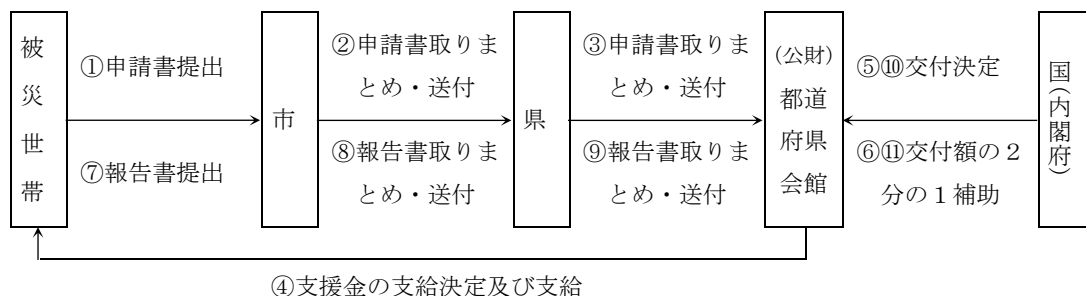 被災世帯
①申請書提出
⑦報告書提出
市
②申請書取りま
とめ・送付
⑧報告書取りま
とめ・送付
県
③申請書取りま
とめ・送付
⑨報告書取りま
とめ・送付
(公財)
都道
府県
会館
⑤⑩交付決定
⑥⑪交付額の２
分の１補助
国(内閣府)
④支援金の支給決定及び支給